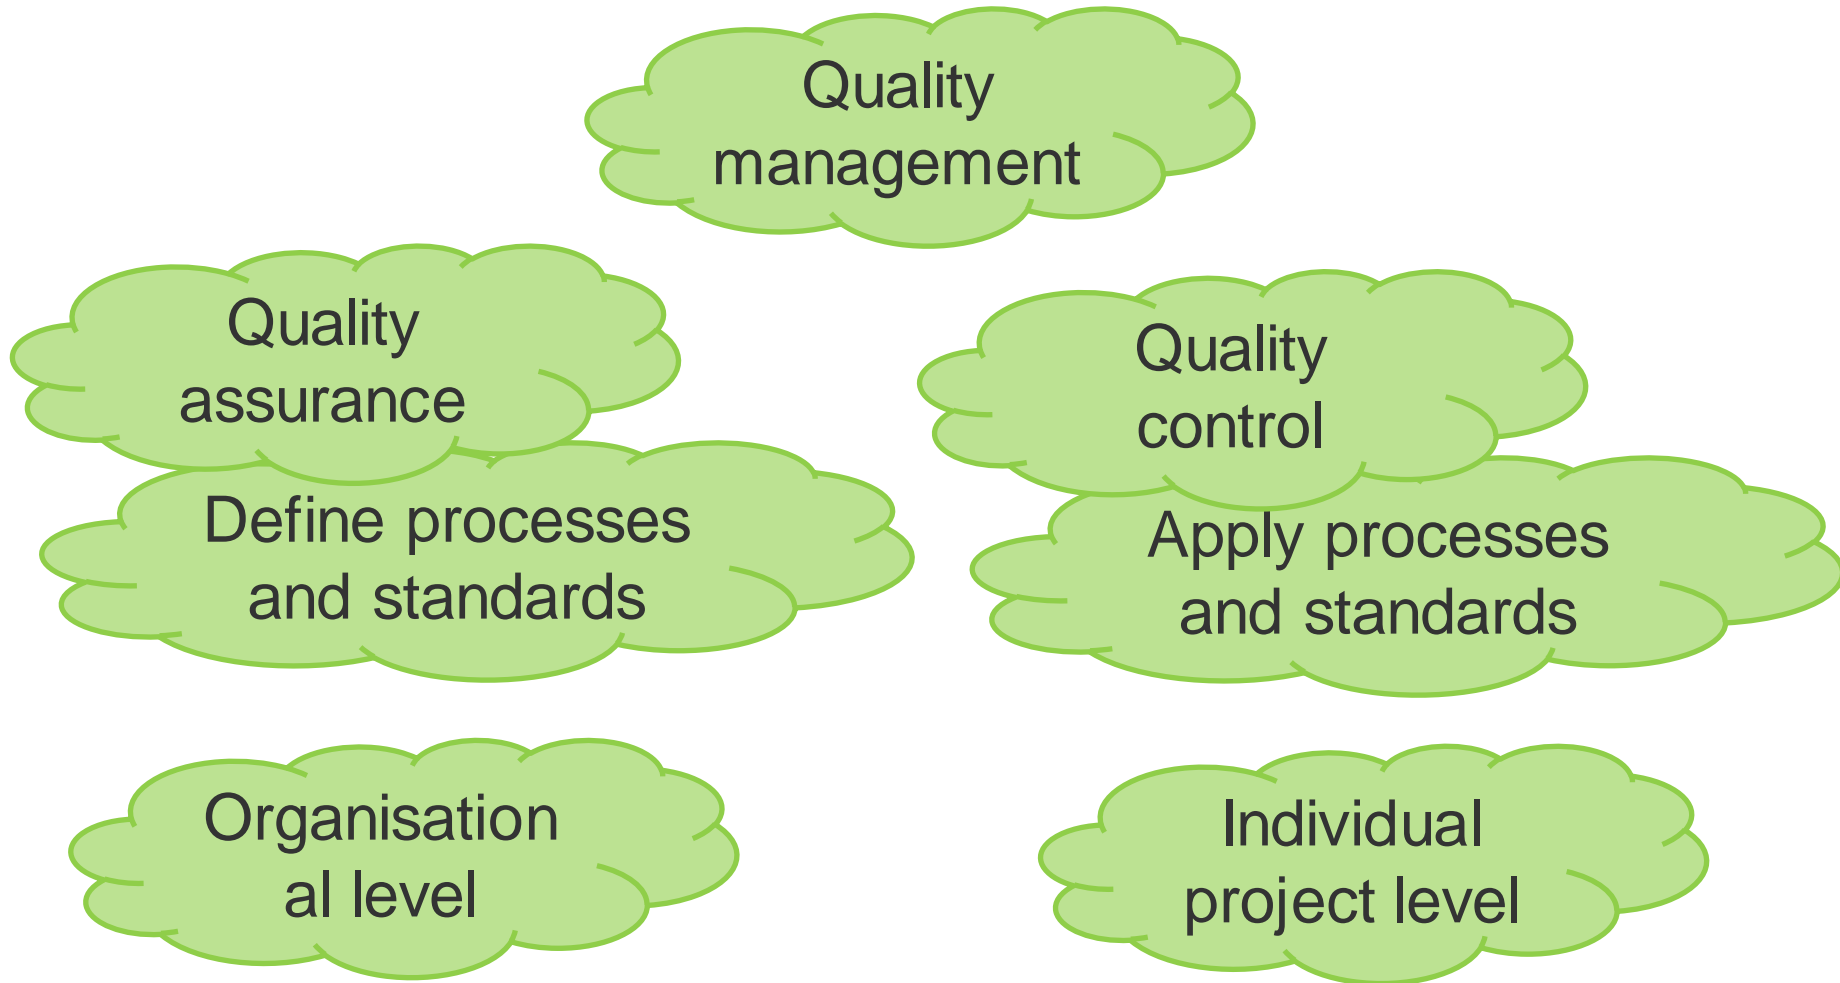 Quality
management
Quality
assurance
Define processes
and standards
Organisation
al level
Quality
control
Apply processes
and standards
Individual
project level